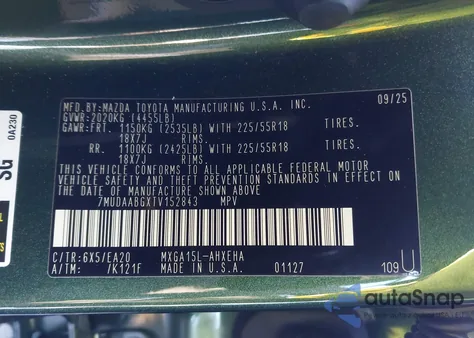 MFD.BY:MAZDA TOYOTA MANUFACTURING U.S.A. INC.
09/25
GVWR:2020KG (4455LB)
GAWR:FRT. 1150KG (2535LB) WITH 225/55R18 TIRES.
18X7J RIMS.
RR. 1100KG (2425LB) WITH 225/55R18 TIRES.
18X7J RIMS.
THIS VEHICLE CONFORMS TO ALL APPLICABLE FEDERAL MOTOR
VEHICLE SAFETY AND THEFT PREVENTION STANDARDS IN EFFECT ON
THE DATE OF MANUFACTURE SHOWN ABOVE.
7MUDAABGXTV152843 MPV
C/TR:6X5/EA20 MXGA15L-AHXEHA
A/TM: /K121F MADE IN U.S.A. 01127 109U
0A230
SG
autoSnap